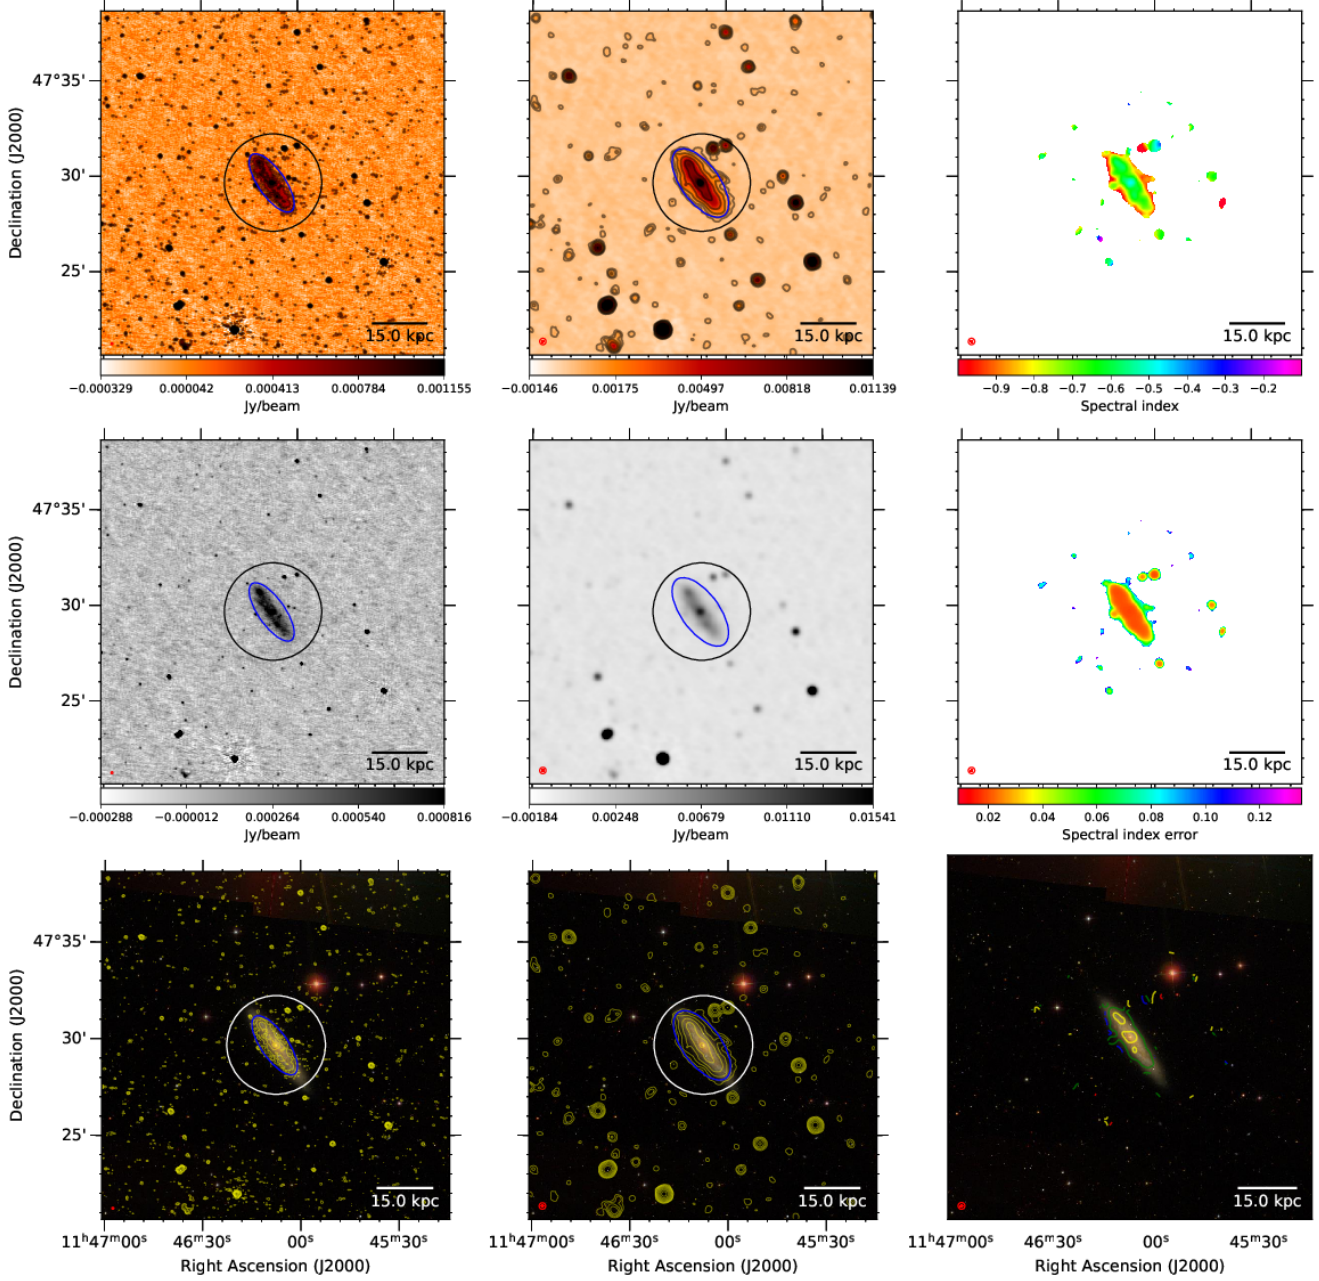 47°35'
30'
25'
Declination (J2000)
15.0 kpc
15.0 kpc
15.0 kpc
−0.000329 0.000042 0.000413 0.000784 0.001155
Jy/beam
−0.00146 0.00175 0.00497 0.00818 0.01139
Jy/beam
−0.9 −0.8 −0.7 −0.6 −0.5 −0.4 −0.3 −0.2
Spectral index
47°35'
30'
25'
Declination (J2000)
15.0 kpc
15.0 kpc
15.0 kpc
−0.000288 −0.000012 0.000264 0.000540 0.000816
Jy/beam
−0.00184 0.00248 0.00679 0.01110 0.01541
Jy/beam
0.02 0.04 0.06 0.08 0.10 0.12
Spectral index error
47°35'
30'
25'
Declination (J2000)
15.0 kpc
15.0 kpc
15.0 kpc
11ʰ47ᵐ00ˢ 46ᵐ30ˢ 00ˢ 45ᵐ30ˢ
Right Ascension (J2000)
11ʰ47ᵐ00ˢ 46ᵐ30ˢ 00ˢ 45ᵐ30ˢ
Right Ascension (J2000)
11ʰ47ᵐ00ˢ 46ᵐ30ˢ 00ˢ 45ᵐ30ˢ
Right Ascension (J2000)